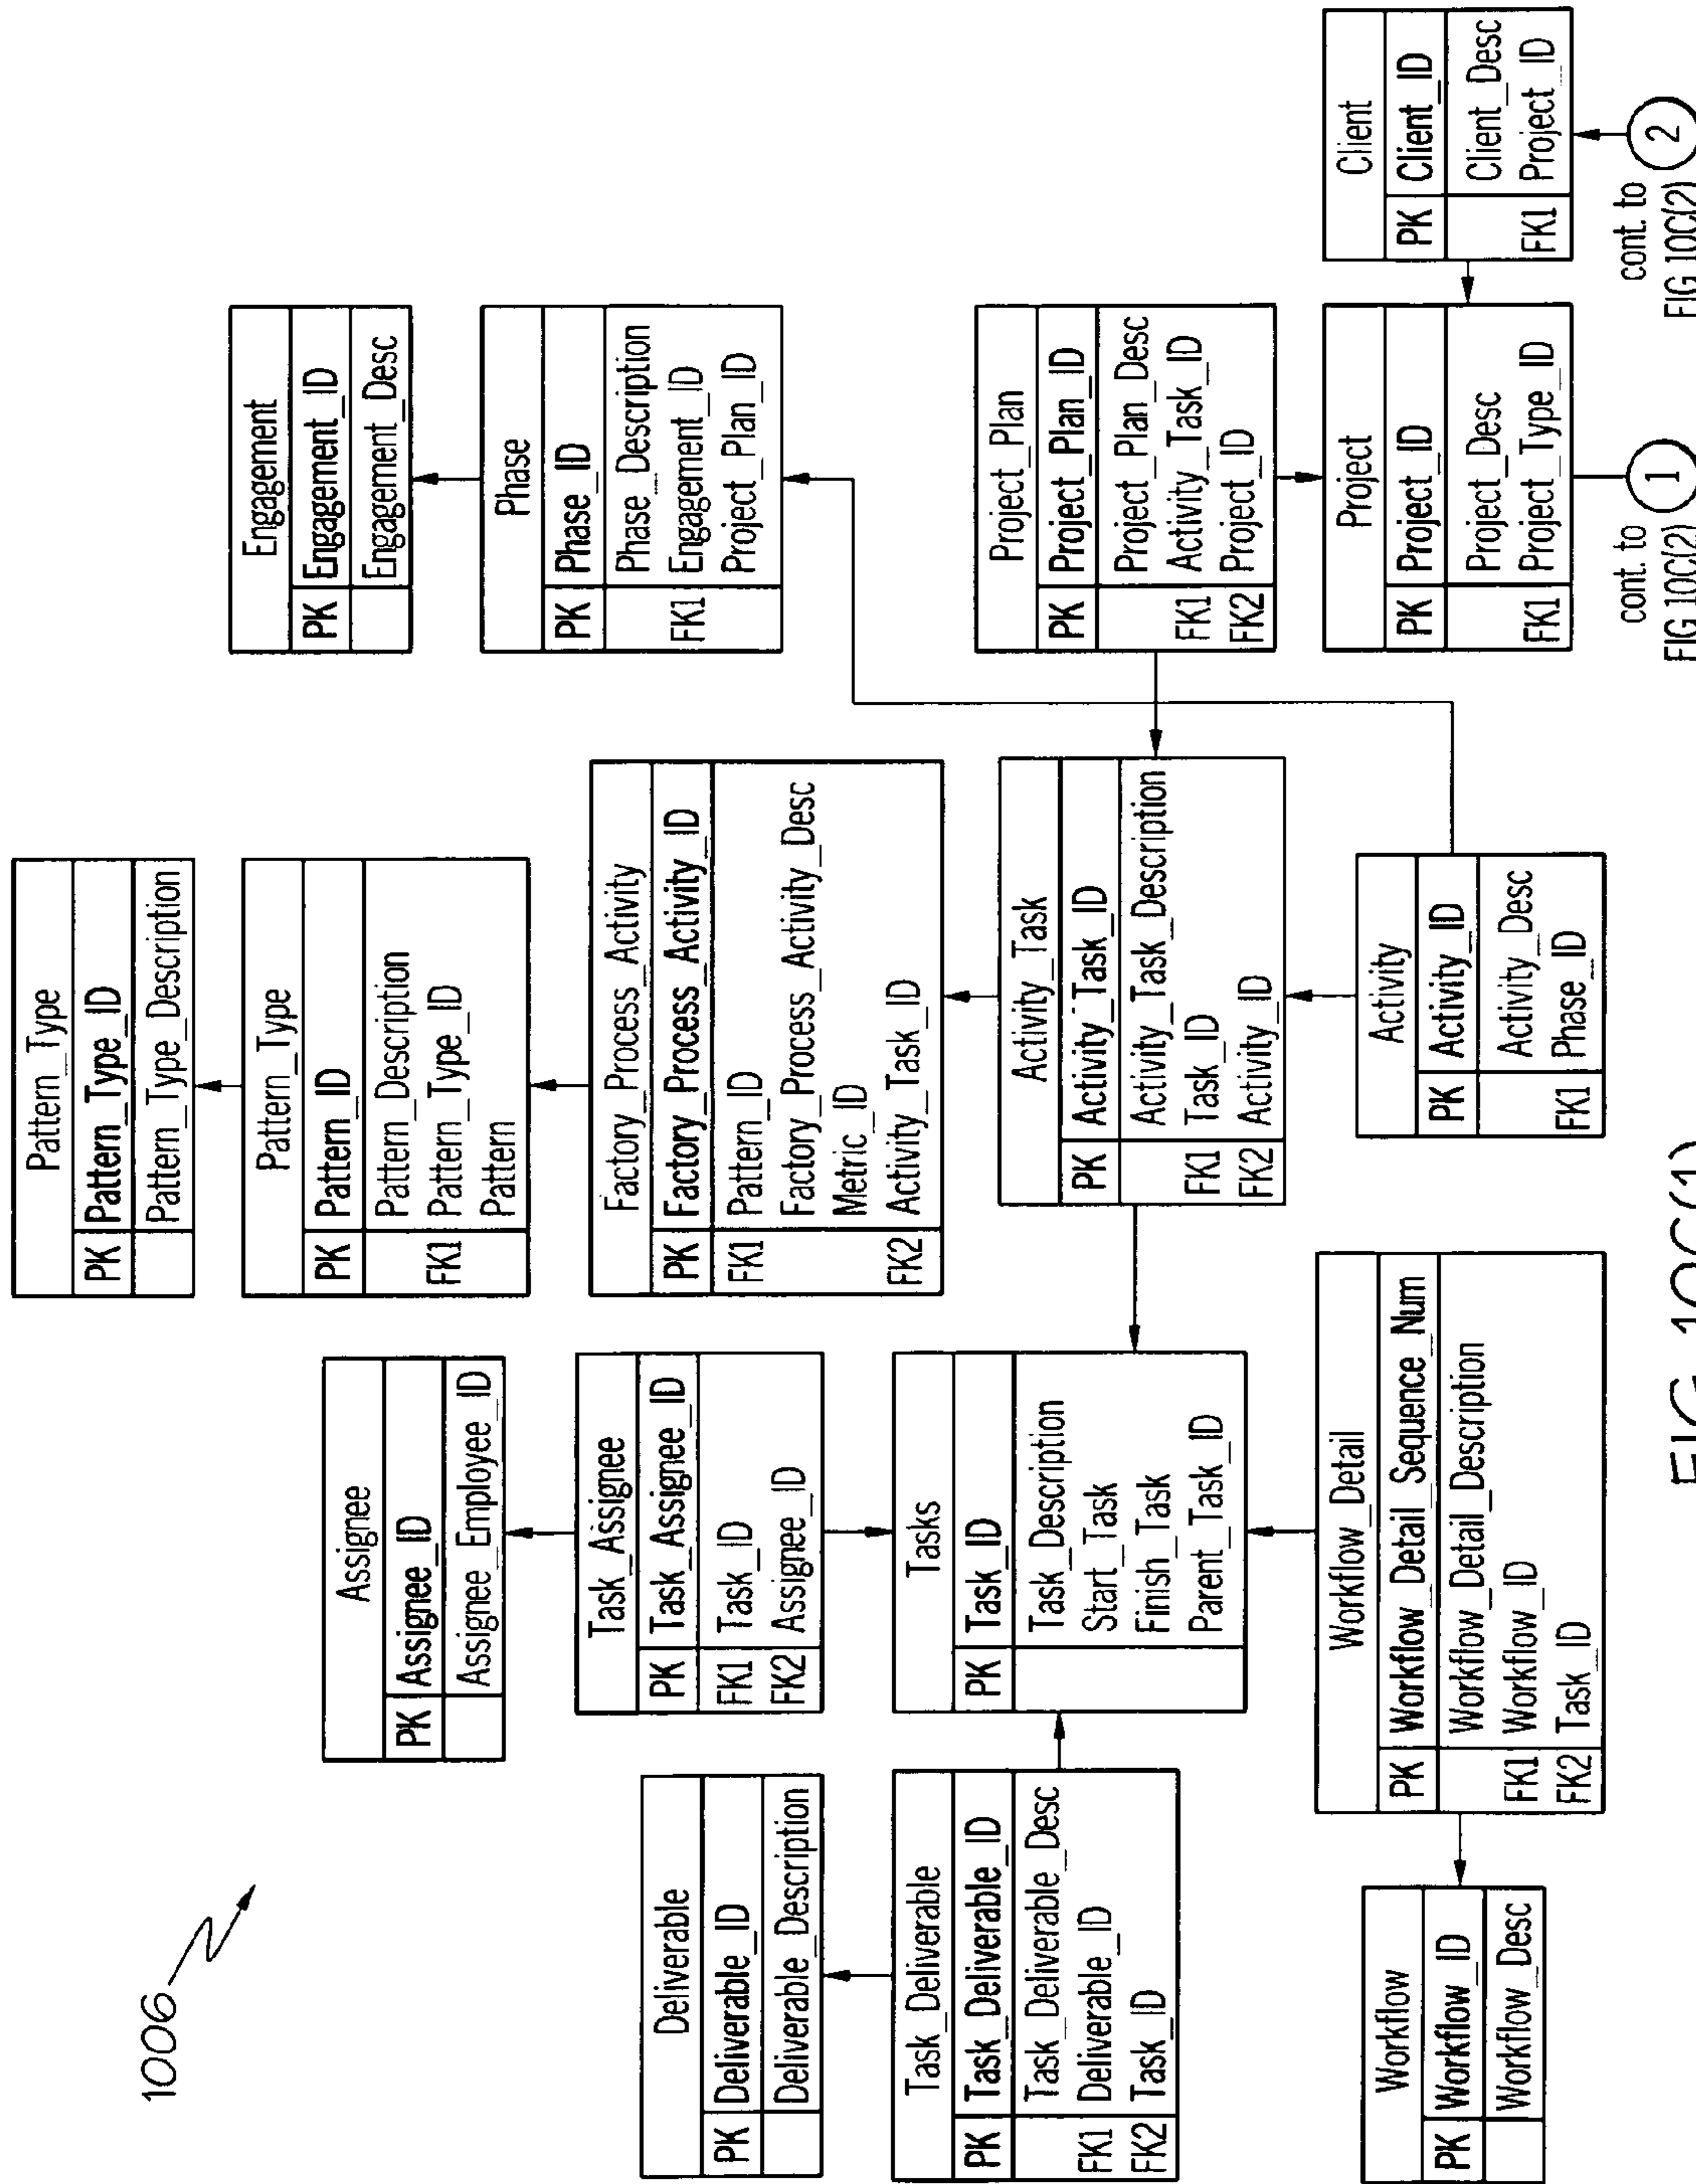 1006
Pattern_Type
PK Pattern_Type_ID
Pattern_Type_Description
Pattern_Type
PK Pattern_ID
Pattern_Description
FK1 Pattern_Type_ID
Pattern
Engagement
PK Engagement_ID
Engagement_Desc
Assignee
PK Assignee_ID
Assignee_Employee_ID
Phase
PK Phase_ID
Phase_Description
FK1 Engagement_ID
Project_Plan_ID
Task_Assignee
PK Task_Assignee_ID
FK1 Task_ID
FK2 Assignee_ID
Factory_Process_Activity
PK Factory_Process_Activity_ID
FK1 Pattern_ID
Factory_Process_Activity_Desc
Metric_ID
FK2 Activity_Task_ID
Deliverable
PK Deliverable_ID
Deliverable_Description
Task_Deliverable
PK Task_Deliverable_ID
Task_Deliverable_Desc
FK1 Deliverable_ID
FK2 Task_ID
Tasks
PK Task_ID
Task_Description
Start_Task
Finish_Task
Parent_Task_ID
Activity_Task
PK Activity_Task_ID
Activity_Task_Description
FK1 Task_ID
FK2 Activity_ID
Project_Plan
PK Project_Plan_ID
Project_Plan_Desc
FK1 Activity_Task_ID
FK2 Project_ID
Workflow
PK Workflow_ID
Workflow_Desc
Workflow_Detail
PK Workflow_Detail_Sequence_Num
Workflow_Detail_Description
FK1 Workflow_ID
FK2 Task_ID
Activity
PK Activity_ID
Activity_Desc
FK1 Phase_ID
Project
PK Project_ID
Project_Desc
FK1 Project_Type_ID
Client
PK Client_ID
Client_Desc
FK1 Project_ID
cont. to
FIG 10C(2)
1
cont. to
FIG 10C(2)
2
FIG 10C(1)